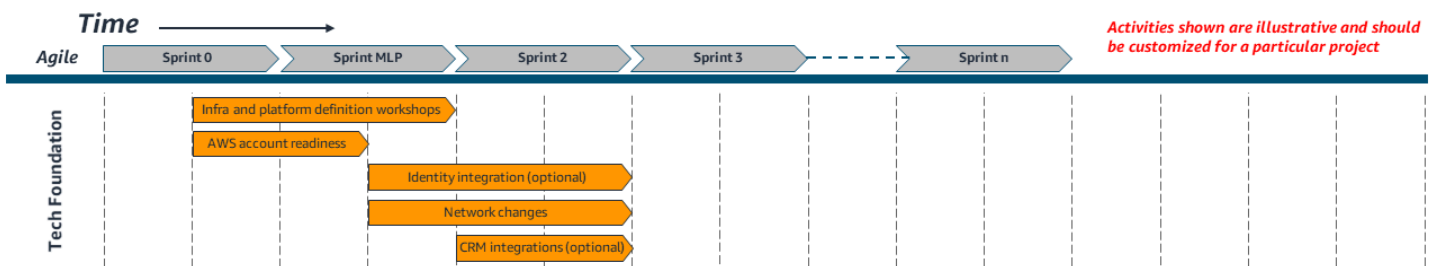 Time
Activities shown are illustrative and should
be customized for a particular project
Agile
Sprint 0
Sprint MLP
Sprint 2
Sprint 3
Sprint n
Tech Foundation
Infra and platform definition workshops
AWS account readiness
Identity integration (optional)
Network changes
CRM integrations (optional)